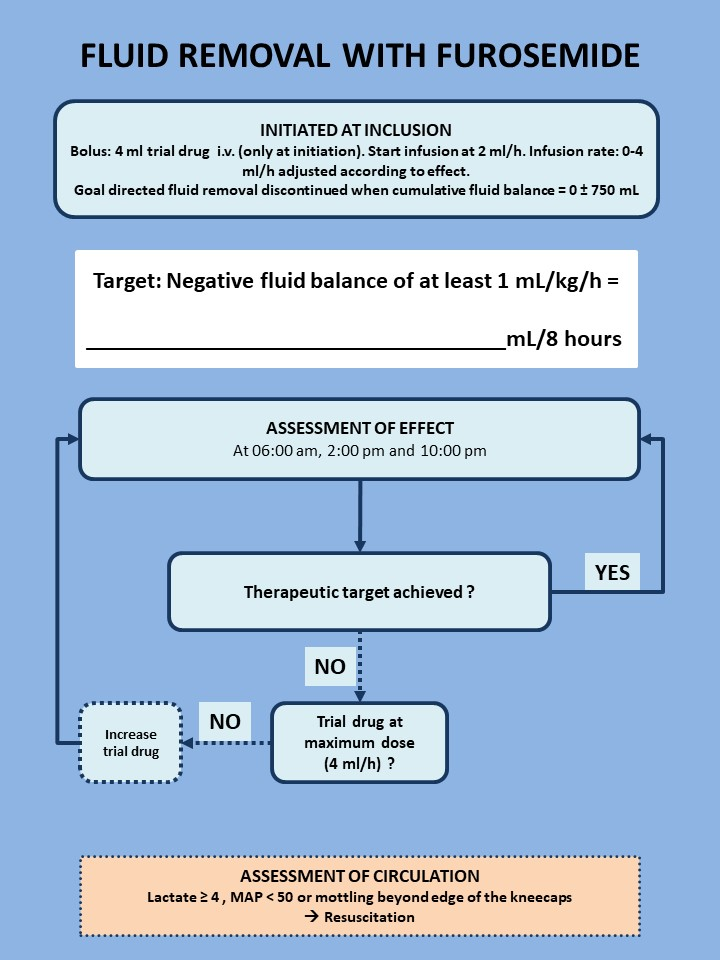 FLUID REMOVAL WITH FUROSEMIDE
INITIATED AT INCLUSION
Bolus: 4 ml trial drug i.v. (only at initiation). Start infusion at 2 ml/h. Infusion rate: 0-4
ml/h adjusted according to effect.
Goal directed fluid removal discontinued when cumulative fluid balance = 0 ± 750 mL
Target: Negative fluid balance of at least 1 mL/kg/h =
______________________________________mL/8 hours
ASSESSMENT OF EFFECT
At 06:00 am, 2:00 pm and 10:00 pm
Therapeutic target achieved ?
YES
NO
Trial drug at
maximum dose
(4 ml/h) ?
NO
Increase
trial drug
ASSESSMENT OF CIRCULATION
Lactate ≥ 4 , MAP < 50 or mottling beyond edge of the kneecaps
→ Resuscitation